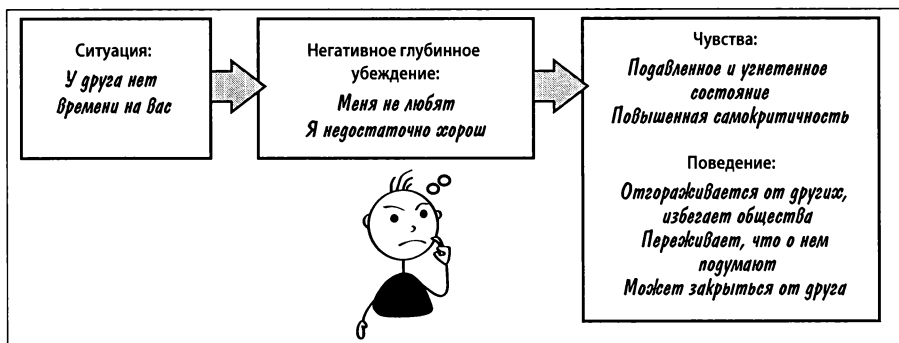 Ситуация:
У друга нет
времени на вас
Негативное глубинное
убеждение:
Меня не любят
Я недостаточно хорош
Чувства:
Подавленное и угнетенное
состояние
Повышенная самокритичность
Поведение:
Отгораживается от других,
избегает общества
Переживает, что о нем
подумают
Может закрыться от друга